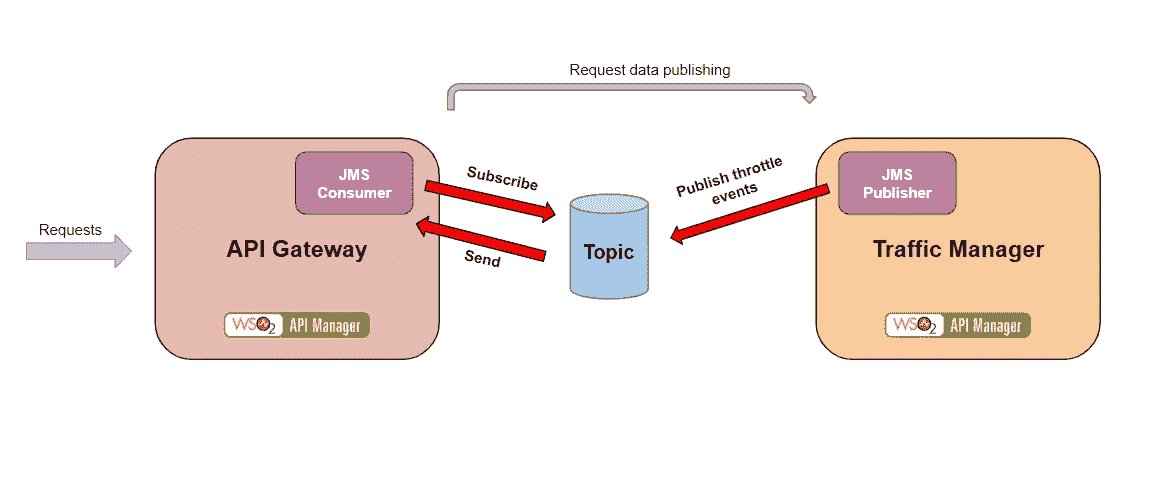 Request data publishing
JMS
Consumer
Subscribe
Publish throttle
events
JMS
Publisher
Requests
API Gateway
Send
Topic
Traffic Manager
WSO2 API Manager
WSO2 API Manager